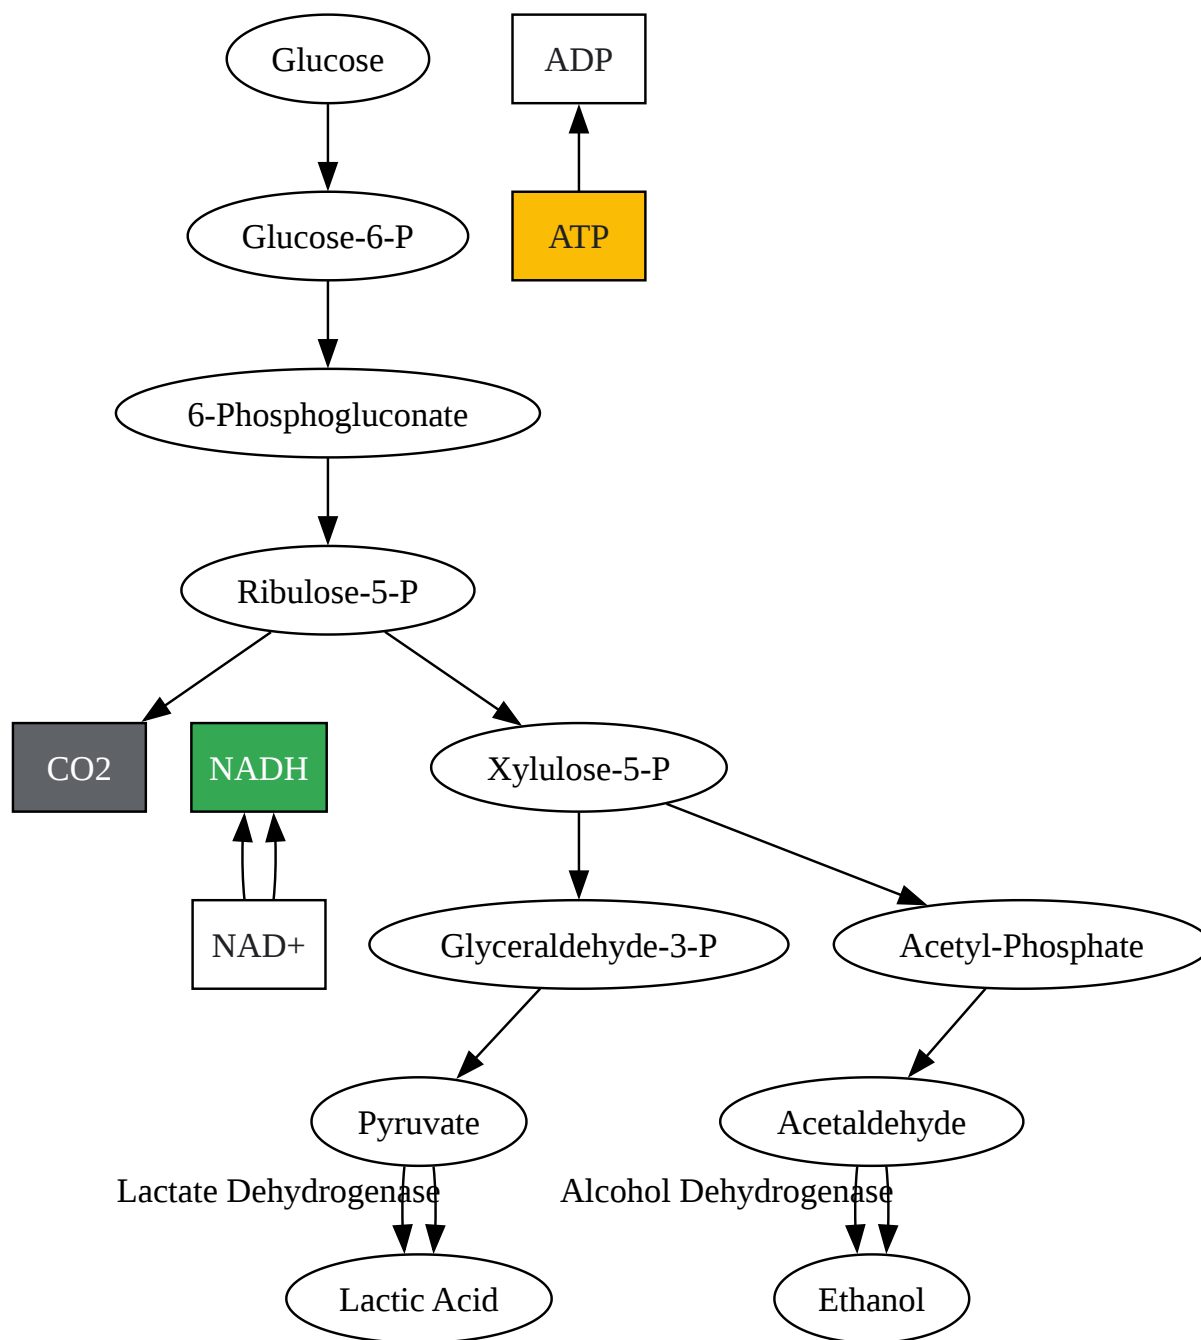 Glucose
ADP
Glucose-6-P
ATP
6-Phosphogluconate
Ribulose-5-P
CO2
NADH
Xylulose-5-P
NAD+
Glyceraldehyde-3-P
Acetyl-Phosphate
Pyruvate
Acetaldehyde
Lactate Dehydrogenase
Alcohol Dehydrogenase
Lactic Acid
Ethanol